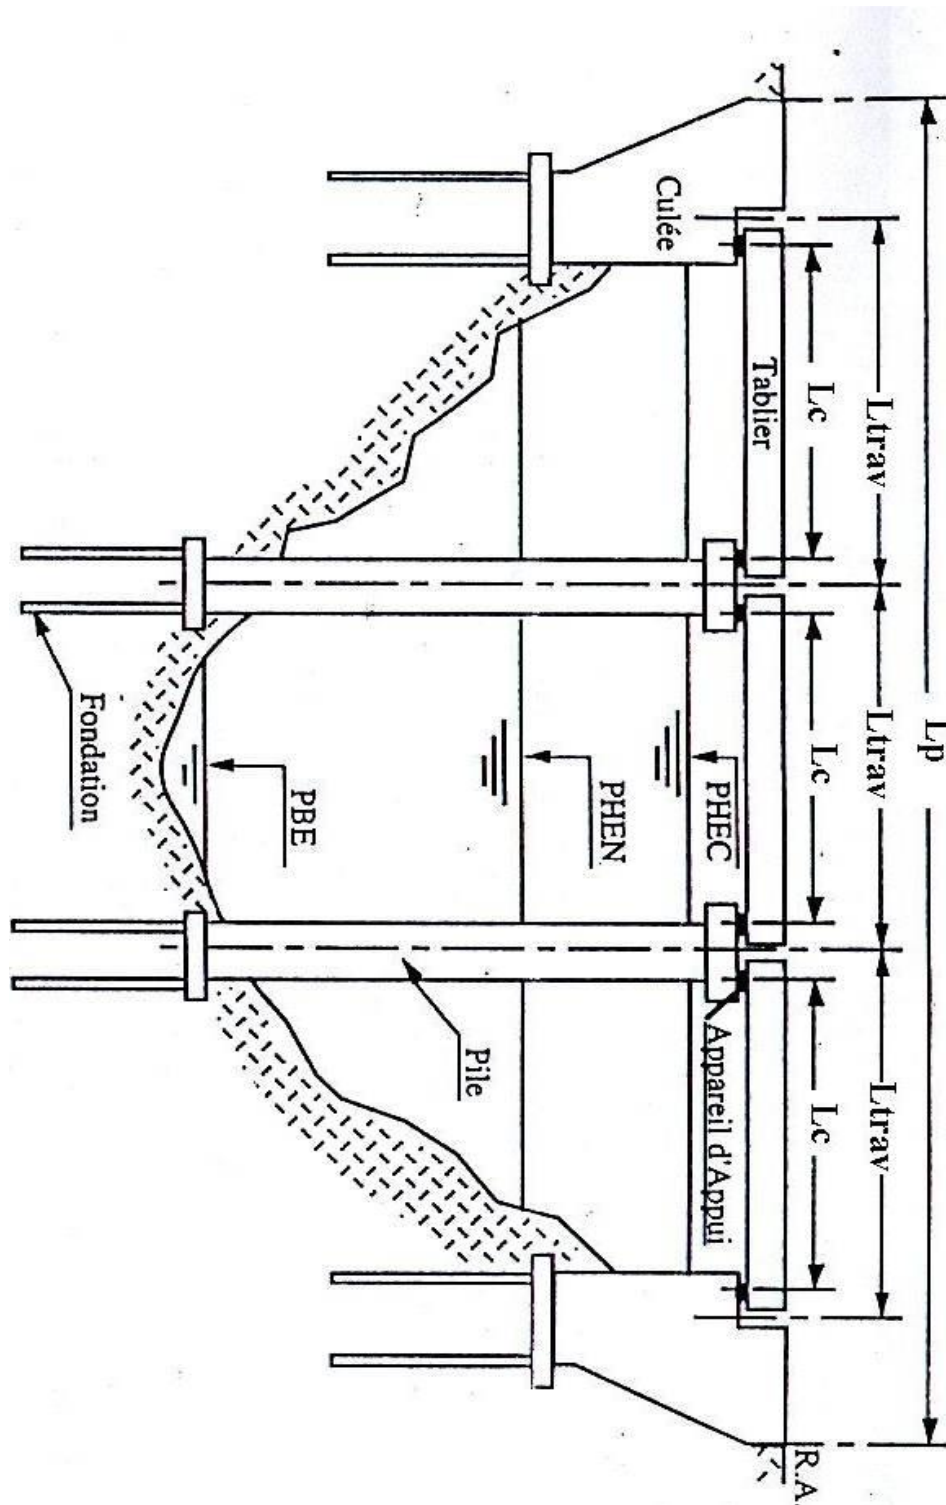 Lp
Ltrav
Ltrav
Ltrav
Lc
Lc
Lc
R.A
Tablier
Culée
PHEC
Appareil d'Appui
PHEN
Pile
PBE
Fondation